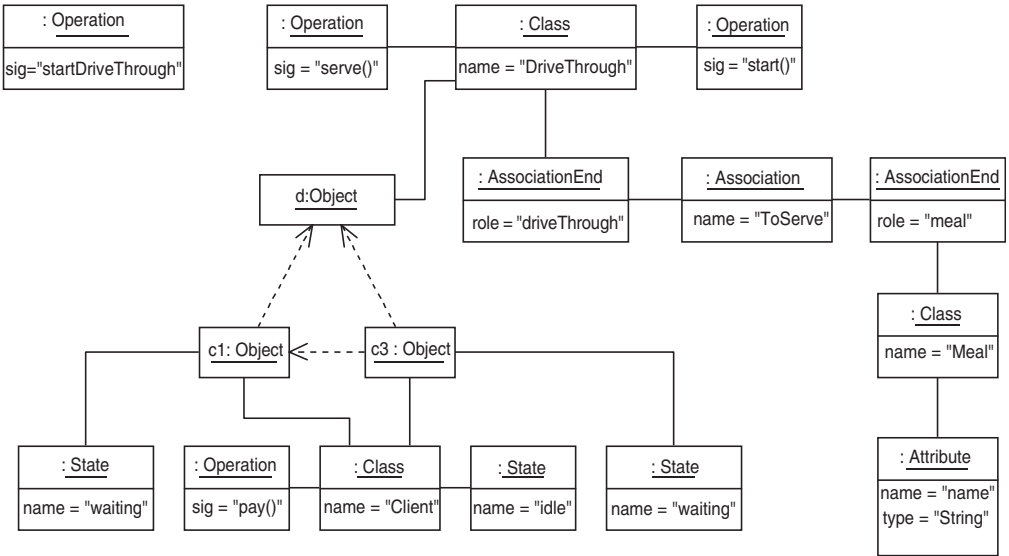 : Operation
sig="startDriveThrough"
: Operation
sig = "serve()"
: Class
name = "DriveThrough"
: Operation
sig = "start()"
d:Object
: AssociationEnd
role = "driveThrough"
: Association
name = "ToServe"
: AssociationEnd
role = "meal"
c1: Object
c3 : Object
: Class
name = "Meal"
: State
name = "waiting"
: Operation
sig = "pay()"
: Class
name = "Client"
: State
name = "idle"
: State
name = "waiting"
: Attribute
name = "name"
type = "String"